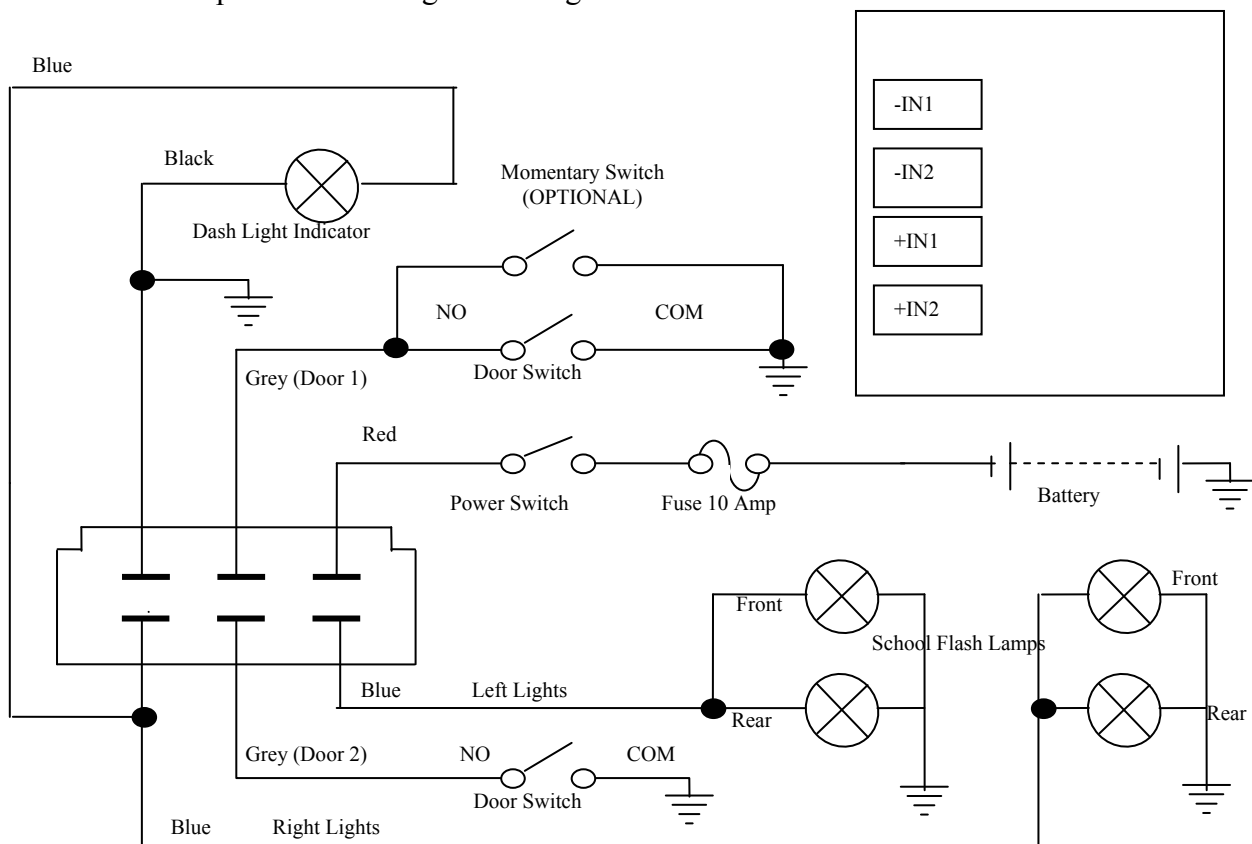 Blue
-IN1
-IN2
+IN1
+IN2
Black
Dash Light Indicator
Momentary Switch
(OPTIONAL)
NO
COM
Grey (Door 1)
Door Switch
Red
Power Switch
Fuse 10 Amp
Battery
Front
Front
School Flash Lamps
Blue
Left Lights
Rear
Rear
Grey (Door 2)
NO
COM
Door Switch
Blue
Right Lights